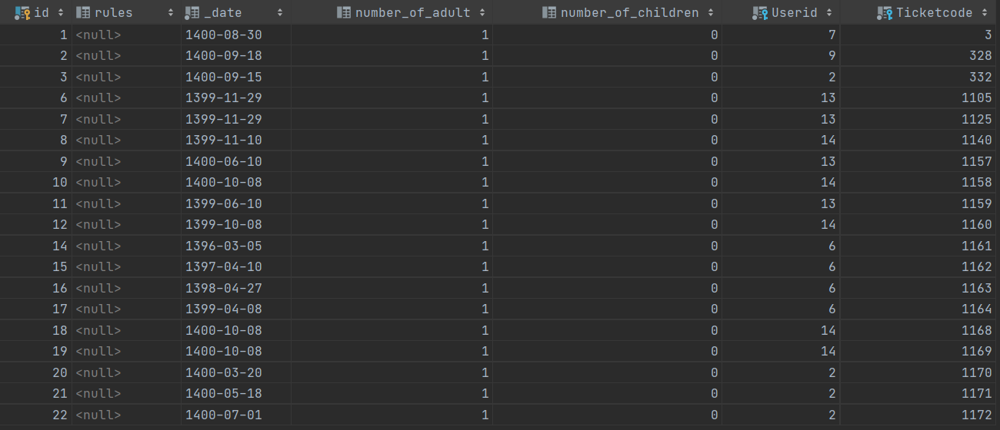 id rules _date number_of_adult number_of_children Userid Ticketcode
1 <null> 1400-08-30 1 0 7 3
2 <null> 1400-09-18 1 0 9 328
3 <null> 1400-09-15 1 0 2 332
6 <null> 1399-11-29 1 0 13 1105
7 <null> 1399-11-29 1 0 13 1125
8 <null> 1399-11-10 1 0 14 1140
9 <null> 1400-06-10 1 0 13 1157
10 <null> 1400-10-08 1 0 14 1158
11 <null> 1399-06-10 1 0 13 1159
12 <null> 1399-10-08 1 0 14 1160
14 <null> 1396-03-05 1 0 6 1161
15 <null> 1397-04-10 1 0 6 1162
16 <null> 1398-04-27 1 0 6 1163
17 <null> 1399-04-08 1 0 6 1164
18 <null> 1400-10-08 1 0 14 1168
19 <null> 1400-10-08 1 0 14 1169
20 <null> 1400-03-20 1 0 2 1170
21 <null> 1400-05-18 1 0 2 1171
22 <null> 1400-07-01 1 0 2 1172